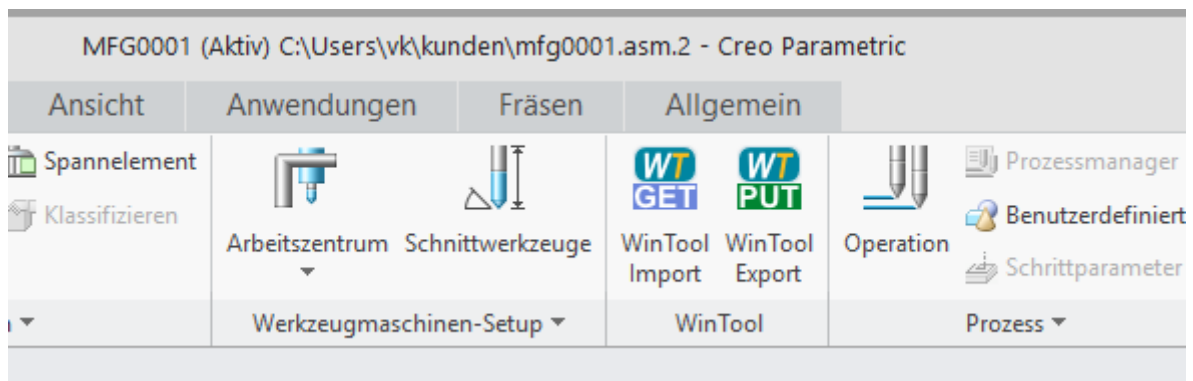 MFG0001 (Aktiv) C:\Users\vk\kunden\mfg0001.asm.2 - Creo Parametric
Ansicht Anwendungen Fräsen Allgemein
Spannelement
Klassifizieren
Arbeitszentrum
Schnittwerkzeuge
WT
GET
WinTool
Import
WT
PUT
WinTool
Export
Operation
Prozessmanager
Benutzerdefiniert
Schrittparameter
Werkzeugmaschinen-Setup
WinTool
Prozess